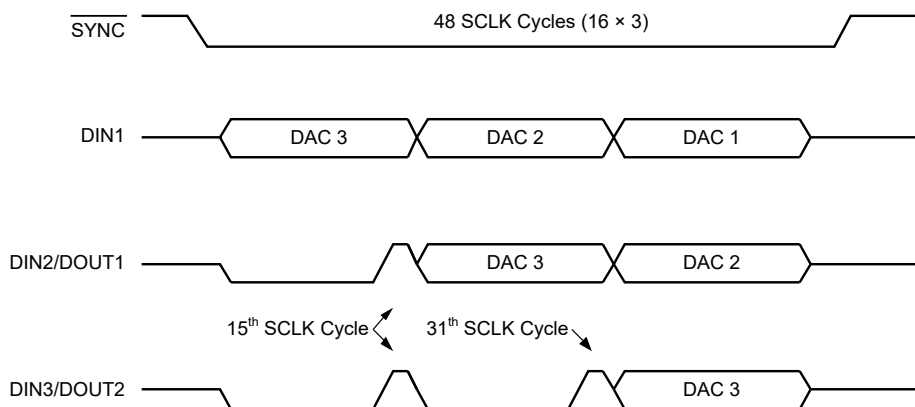 SYNC
48 SCLK Cycles (16 × 3)
DIN1
DAC 3
DAC 2
DAC 1
DIN2/DOUT1
DAC 3
DAC 2
15th SCLK Cycle
31th SCLK Cycle
DIN3/DOUT2
DAC 3